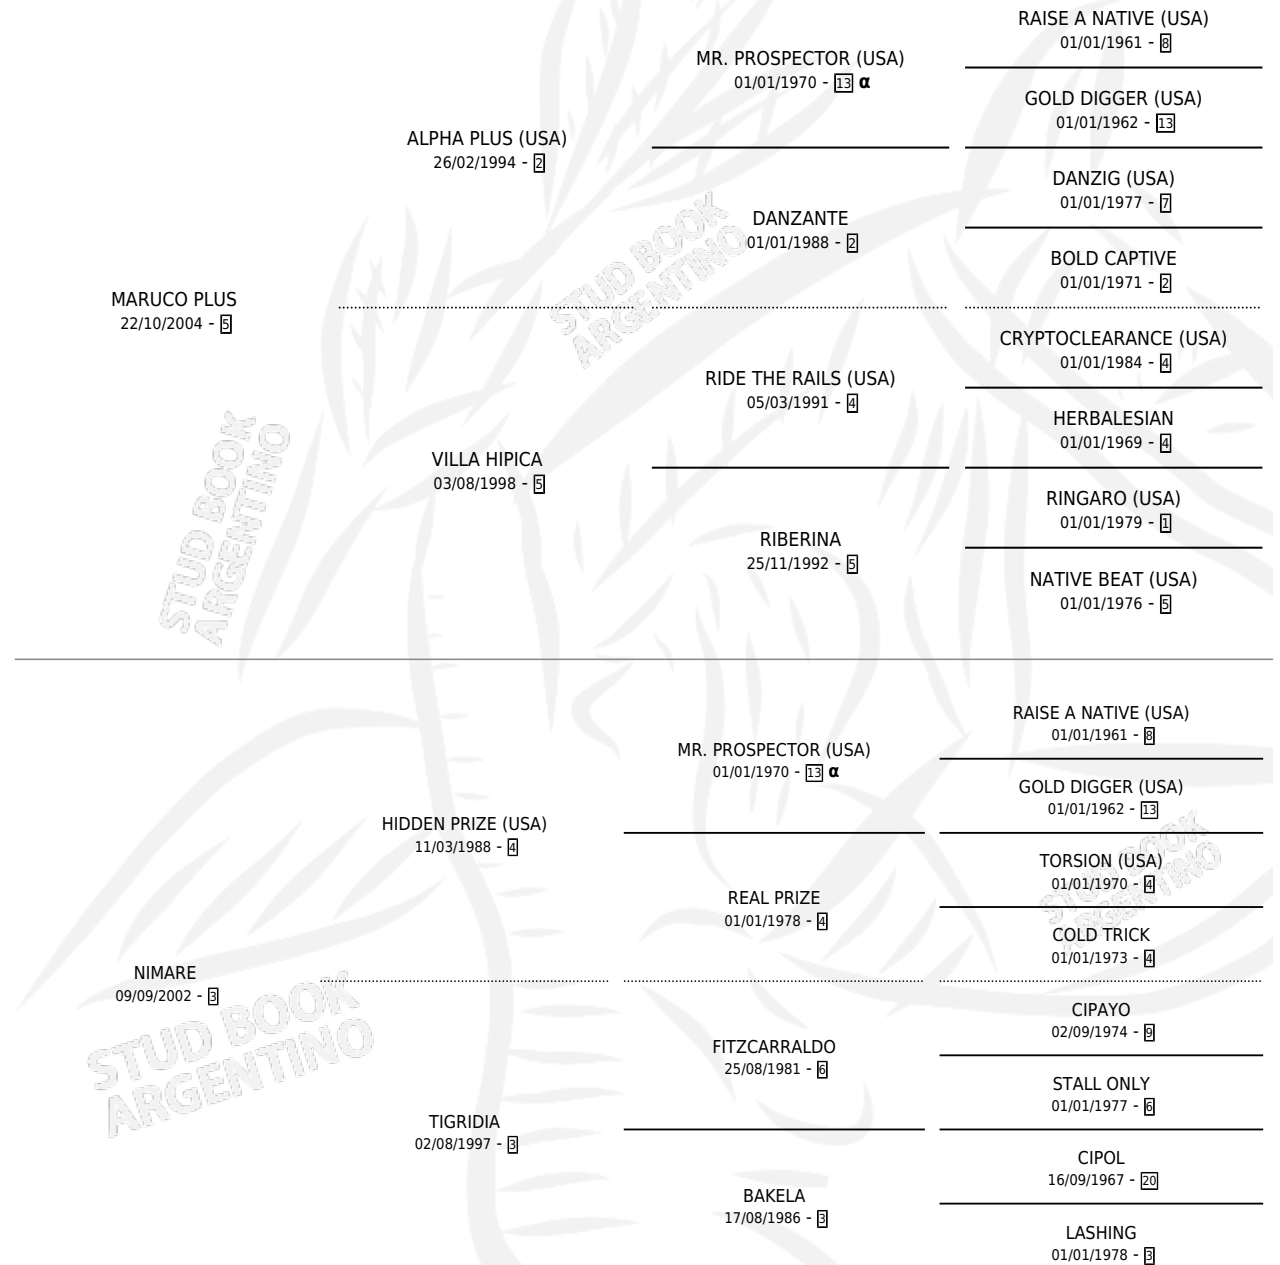 RAISE A NATIVE (USA)
01/01/1961 - 8
MR. PROSPECTOR (USA)
01/01/1970 - 13 α
GOLD DIGGER (USA)
01/01/1962 - 13
ALPHA PLUS (USA)
26/02/1994 - 2
DANZIG (USA)
01/01/1977 - 7
DANZANTE
01/01/1988 - 2
BOLD CAPTIVE
01/01/1971 - 2
MARUCO PLUS
22/10/2004 - 5
CRYPTOCLEARANCE (USA)
01/01/1984 - 4
RIDE THE RAILS (USA)
05/03/1991 - 4
HERBALESIAN
01/01/1969 - 4
VILLA HIPICA
03/08/1998 - 5
RINGARO (USA)
01/01/1979 - 1
RIBERINA
25/11/1992 - 5
NATIVE BEAT (USA)
01/01/1976 - 5
STUD BOOK
ARGENTINO
STUD BOOK
ARGENTINO
RAISE A NATIVE (USA)
01/01/1961 - 8
MR. PROSPECTOR (USA)
01/01/1970 - 13 α
GOLD DIGGER (USA)
01/01/1962 - 13
HIDDEN PRIZE (USA)
11/03/1988 - 4
TORSION (USA)
01/01/1970 - 4
REAL PRIZE
01/01/1978 - 4
COLD TRICK
01/01/1973 - 4
NIMARE
09/09/2002 - 3
CIPAYO
02/09/1974 - 9
FITZCARRALDO
25/08/1981 - 6
STALL ONLY
01/01/1977 - 6
TIGRIDIA
02/08/1997 - 3
CIPOL
16/09/1967 - 20
BAKELA
17/08/1986 - 3
LASHING
01/01/1978 - 3
STUD BOOK
ARGENTINO
STUD BOOK
ARGENTINO